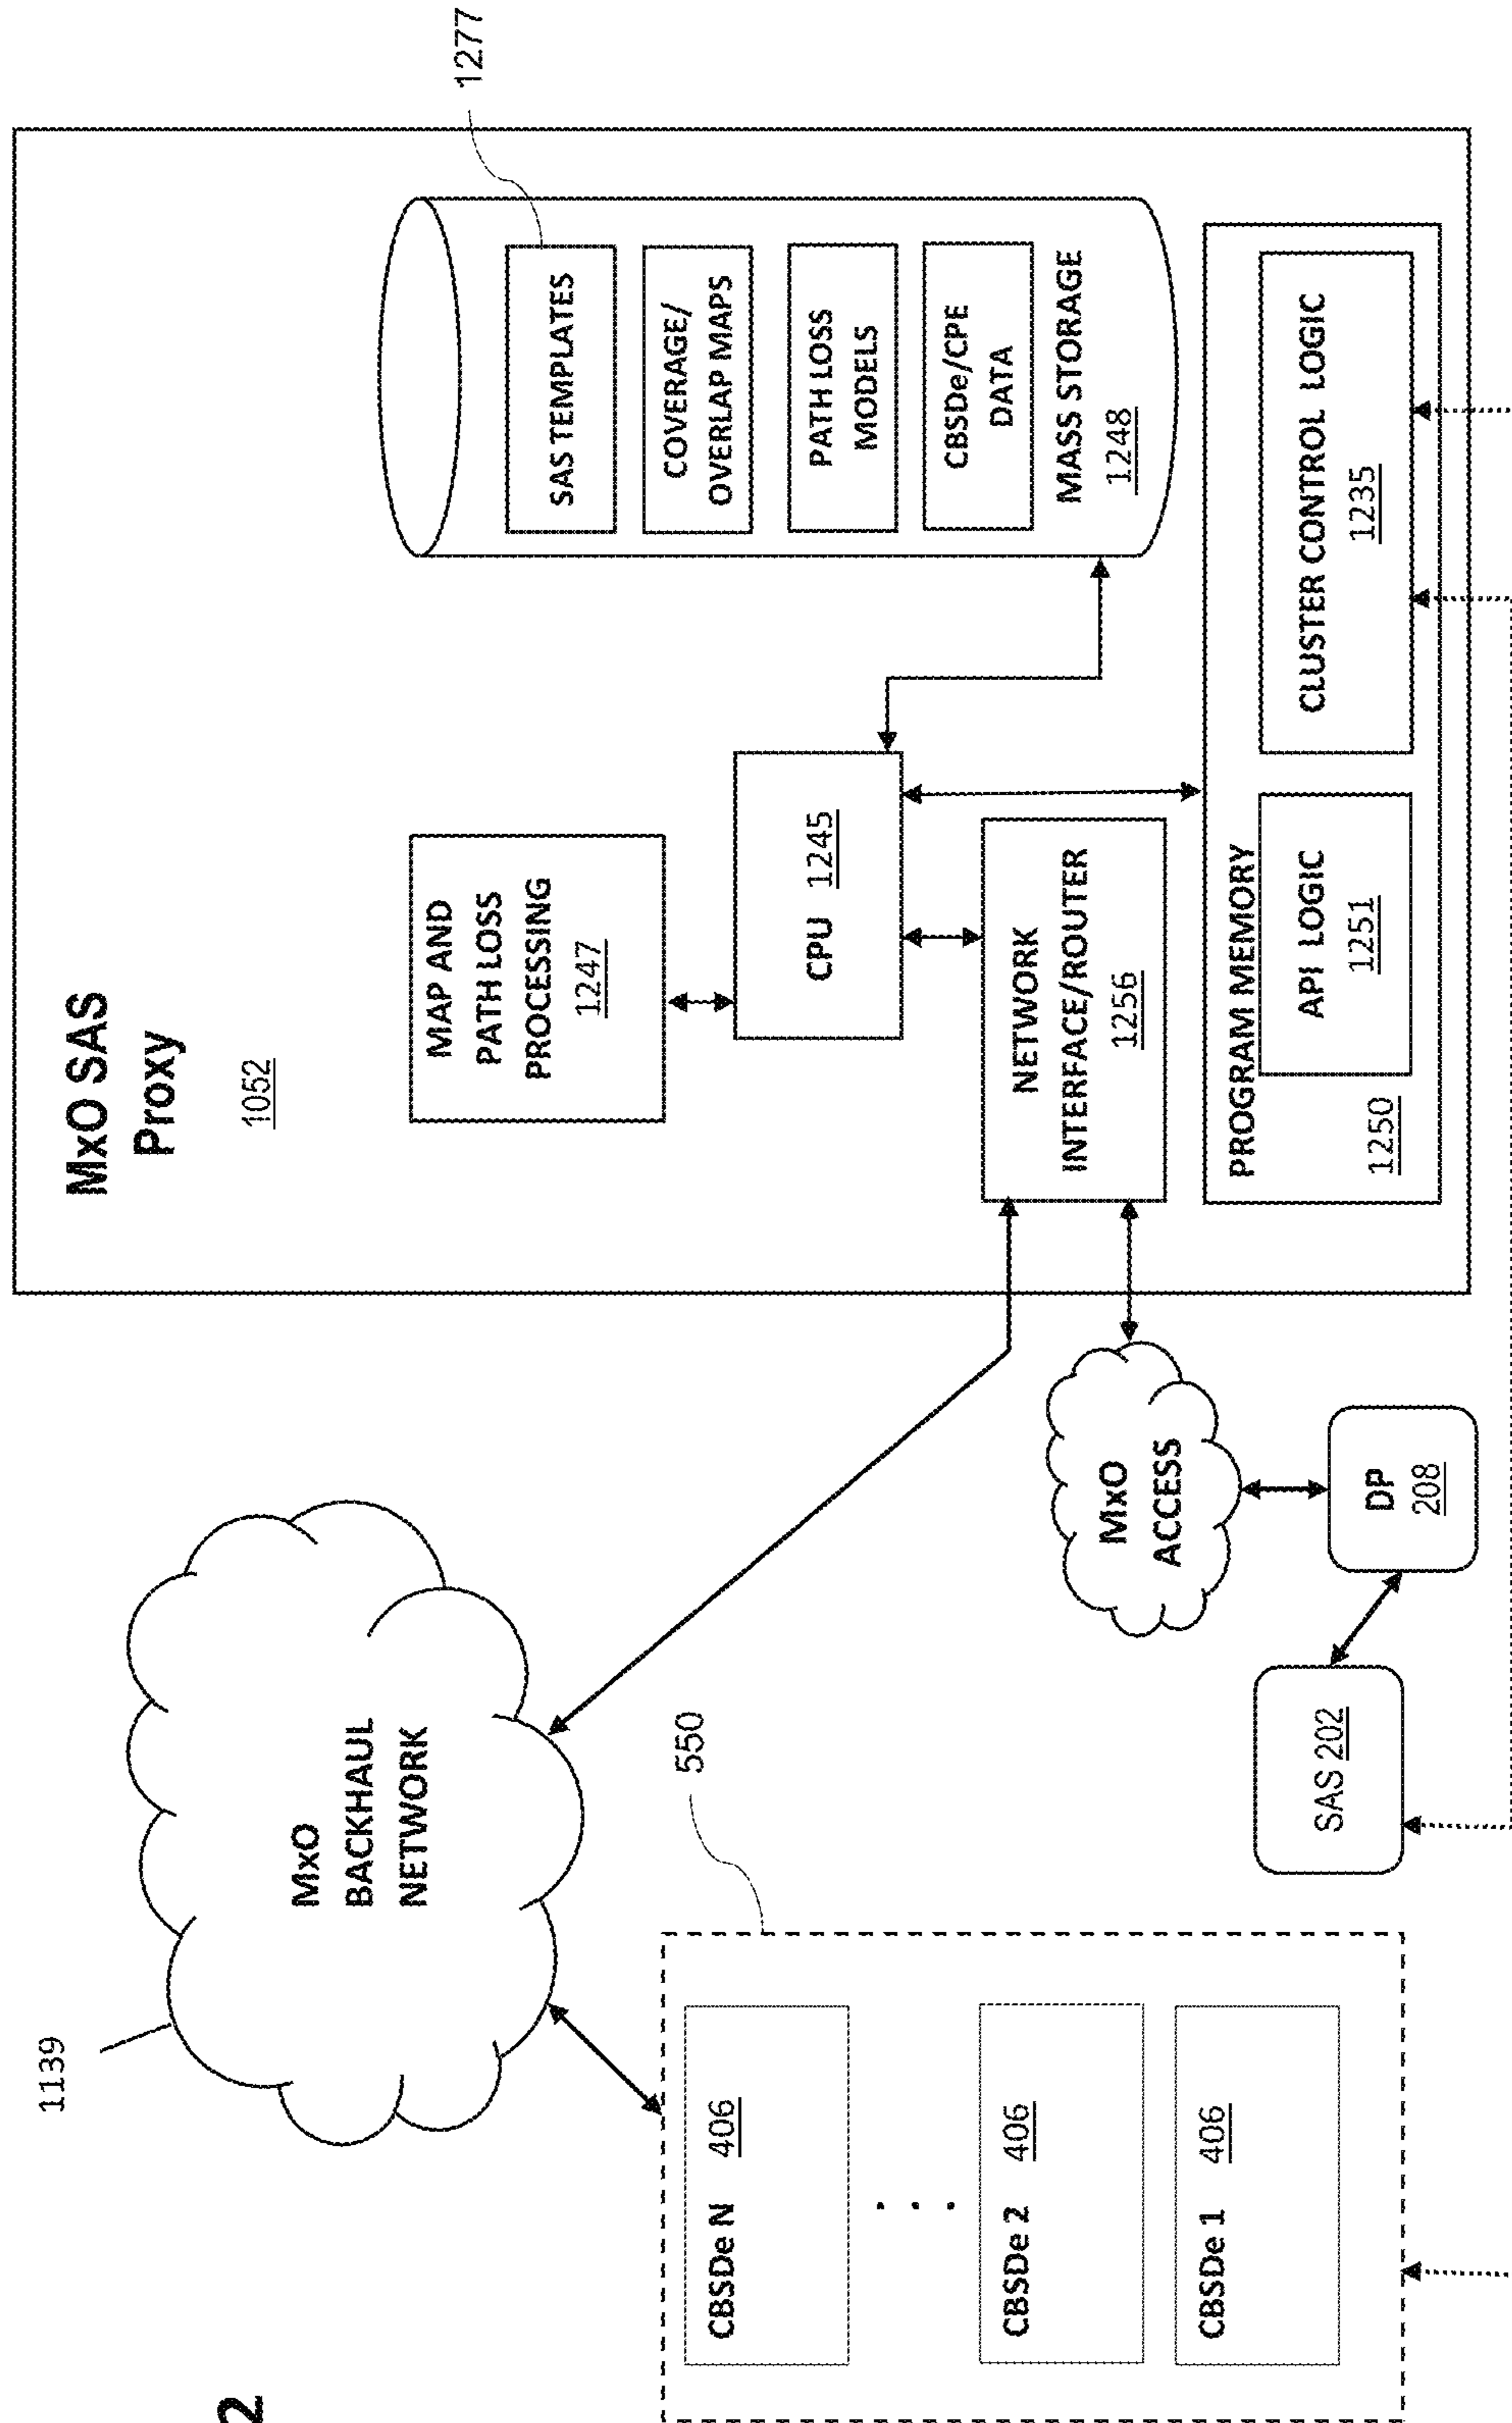 MxO SAS
Proxy
1052
1277
SAS TEMPLATES
COVERAGE/
OVERLAP MAPS
PATH LOSS
MODELS
CBSDe/CPE
DATA
MASS STORAGE
1248
MAP AND
PATH LOSS
PROCESSING
1247
CPU 1245
NETWORK
INTERFACE/ROUTER
1256
PROGRAM MEMORY
1250
API LOGIC
1251
CLUSTER CONTROL LOGIC
1235
1139
MxO
BACKHAUL
NETWORK
MxO
ACCESS
DP
208
SAS 202
550
CBSDe N 406
. . .
CBSDe 2 406
CBSDe 1 406
2